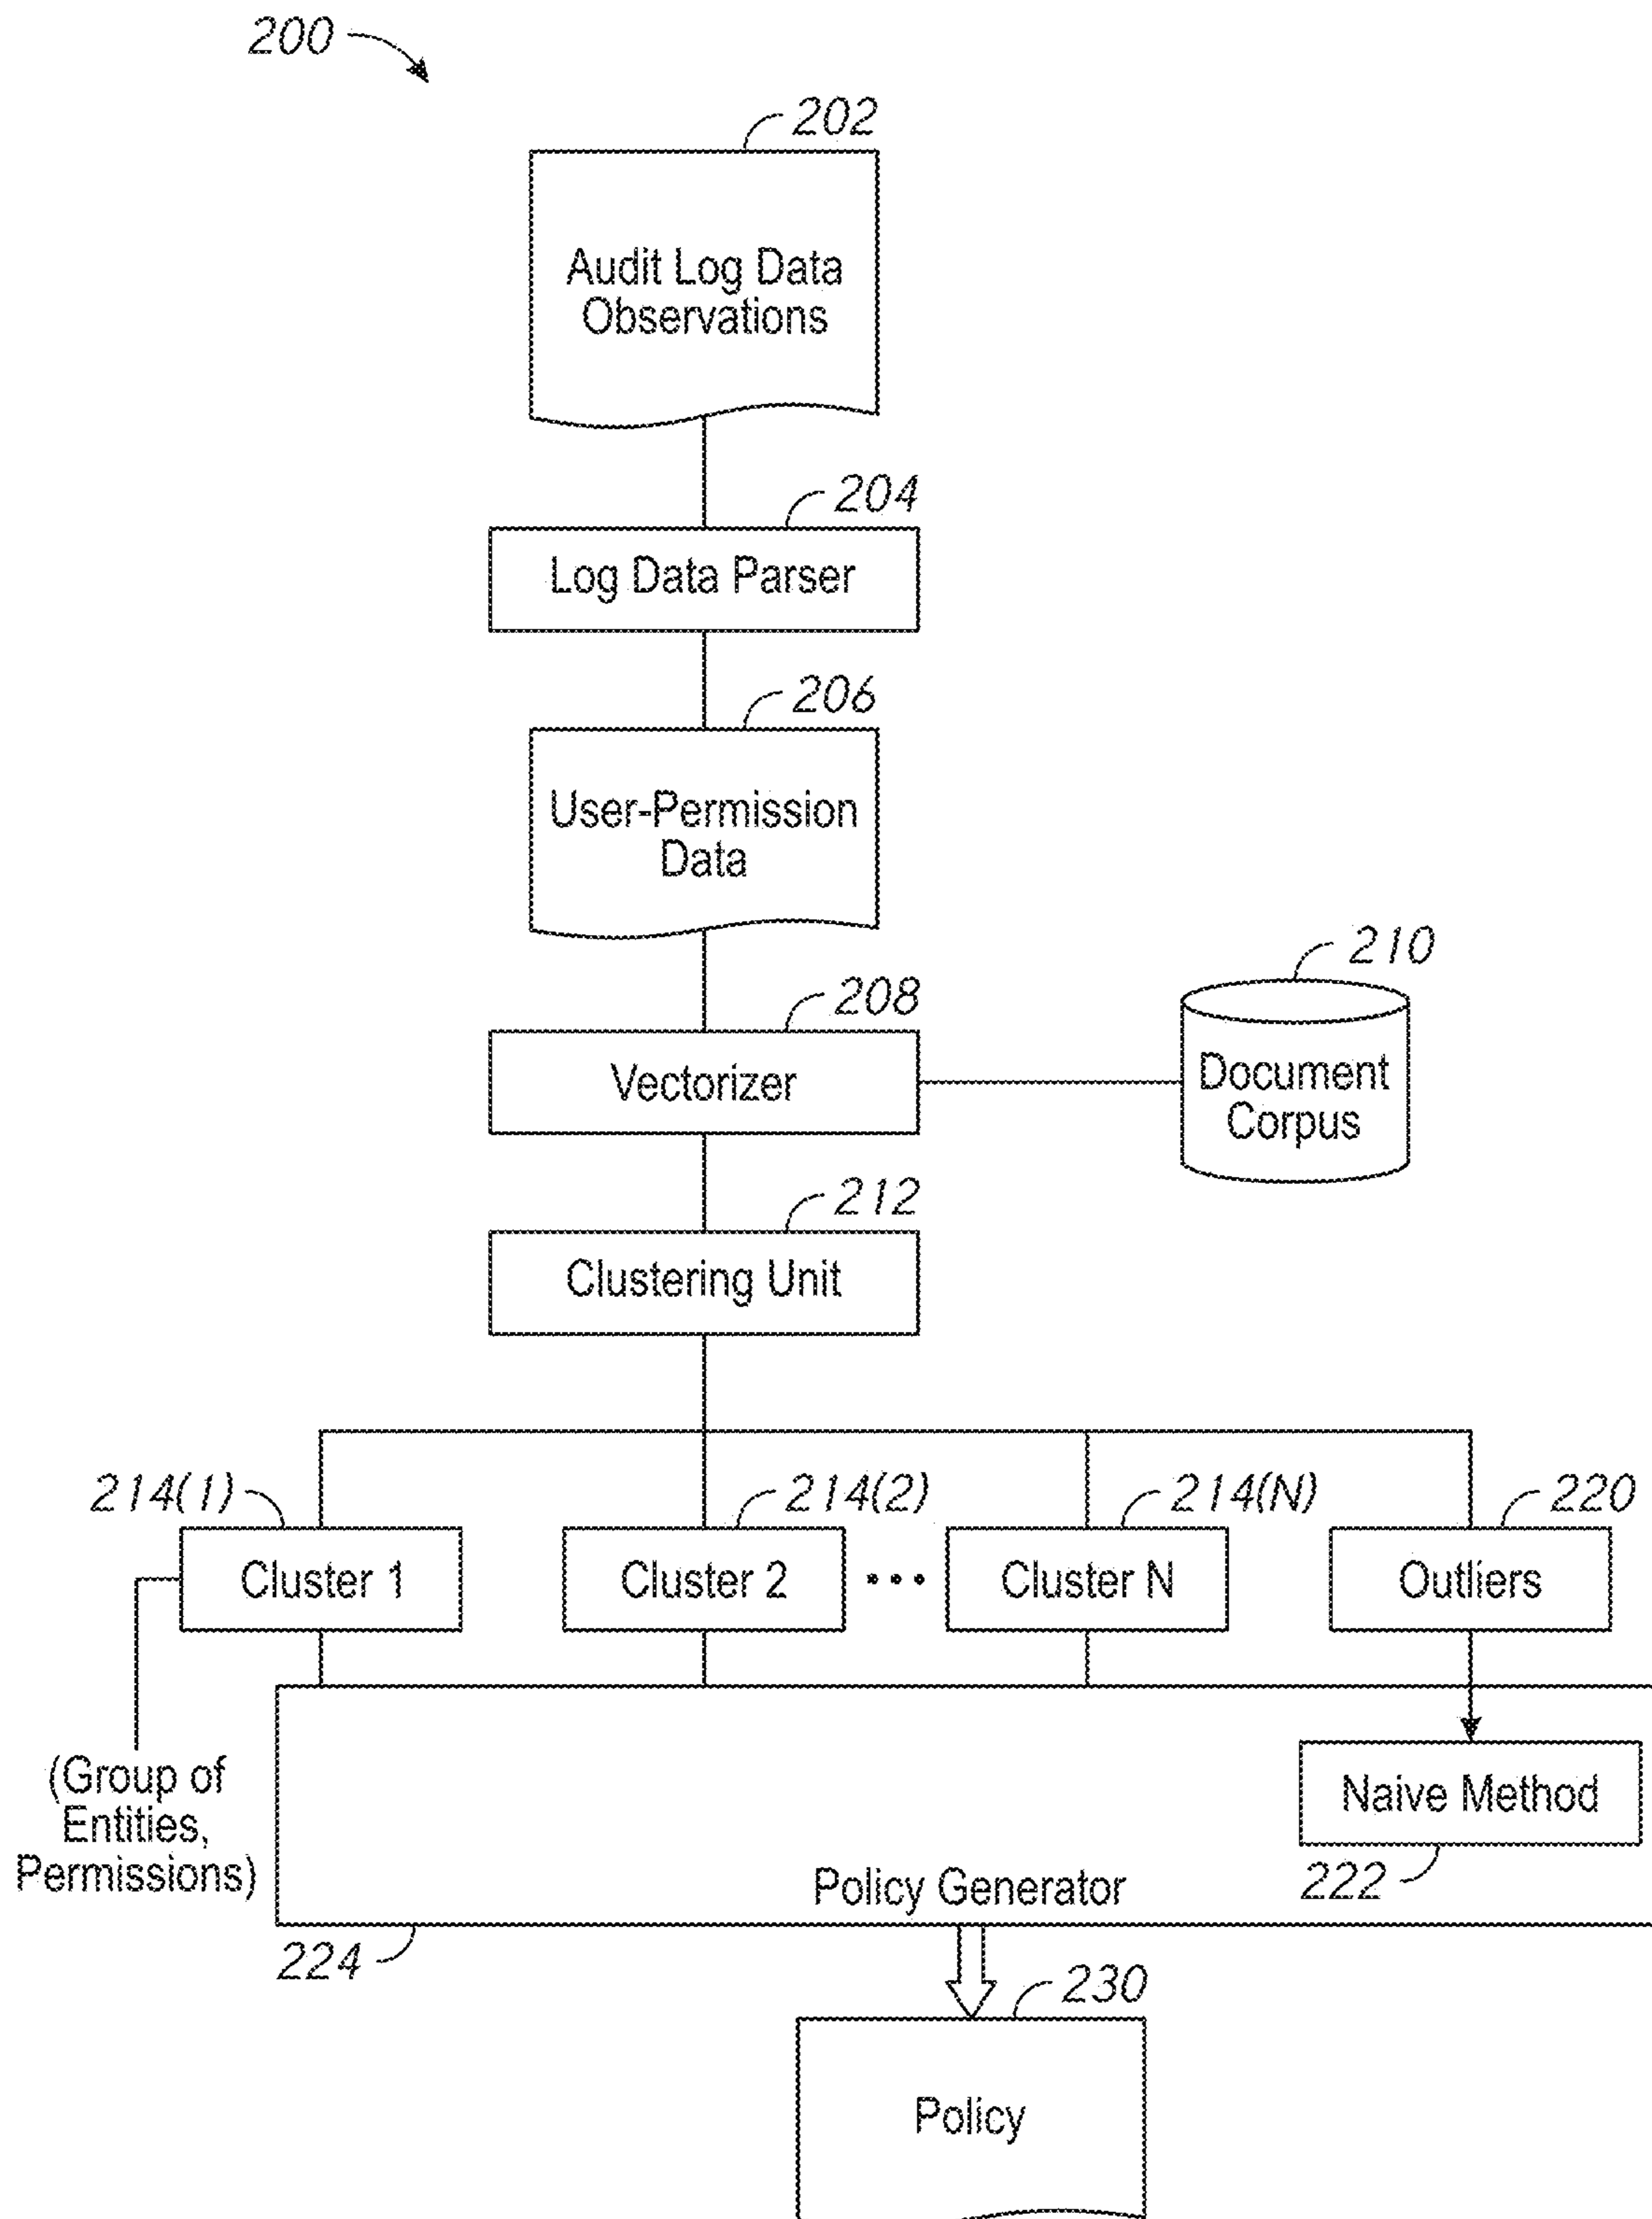 200
202
Audit Log Data
Observations
204
Log Data Parser
206
User-Permission
Data
210
208
Vectorizer
Document
Corpus
212
Clustering Unit
214(1)
214(2)
214(N)
220
Cluster 1
Cluster 2
•••
Cluster N
Outliers
(Group of
Entities,
Permissions)
Naive Method
222
Policy Generator
224
230
Policy